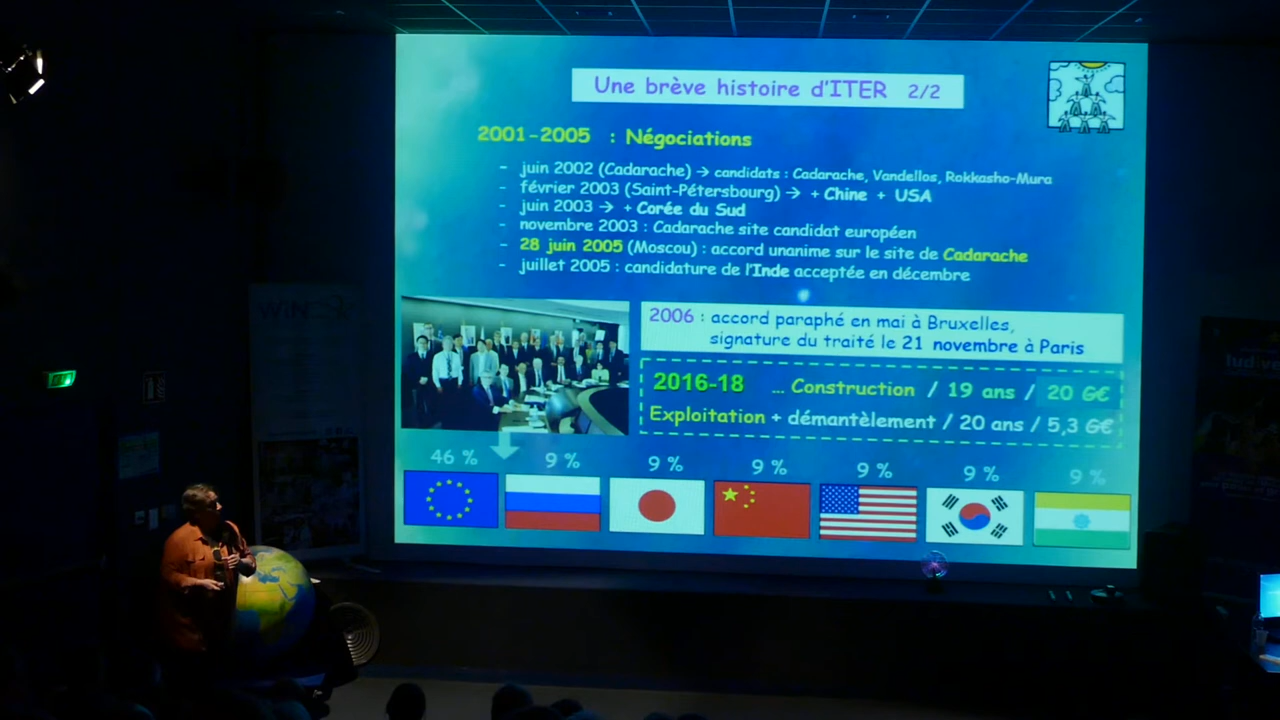 Une brève histoire d'ITER 2/2
2001-2005 : Négociations
- juin 2002 (Cadarache) → candidats : Cadarache, Vandellos, Rokkasho-Mura
- février 2003 (Saint-Pétersbourg) → + Chine + USA
- juin 2003 → + Corée du Sud
- novembre 2003 : Cadarache site candidat européen
- 28 juin 2005 (Moscou) : accord unanime sur le site de Cadarache
- juillet 2005 : candidature de l'Inde acceptée en décembre
2006 : accord paraphé en mai à Bruxelles,
signature du traité le 21 novembre à Paris
2016-18 ... Construction / 19 ans / 20 G€
Exploitation + démantèlement / 20 ans / 5,3 G€
46 % 9 % 9 % 9 % 9 % 9 % 9 %